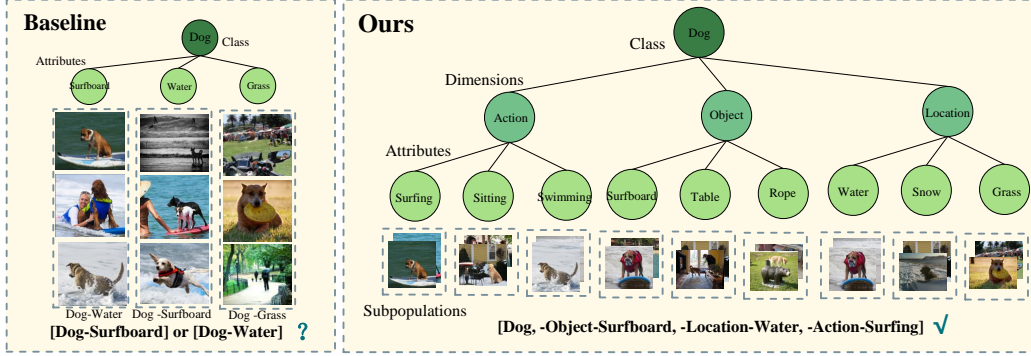 Baseline
Dog
Class
Attributes
Surfboard
Water
Grass
Dog-Water
Dog -Surfboard
Dog -Grass
[Dog-Surfboard] or [Dog-Water] ?
Ours
Dog
Class
Dimensions
Action
Object
Location
Attributes
Surfing
Sitting
Swimming
Surfboard
Table
Rope
Water
Snow
Grass
Subpopulations
[Dog, -Object-Surfboard, -Location-Water, -Action-Surfing] √